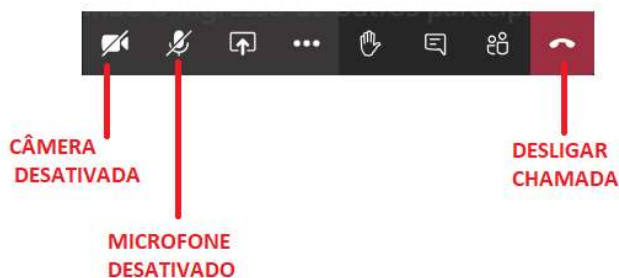 CÂMERA
DESATIVADA
MICROFONE
DESATIVADO
DESLIGAR
CHAMADA